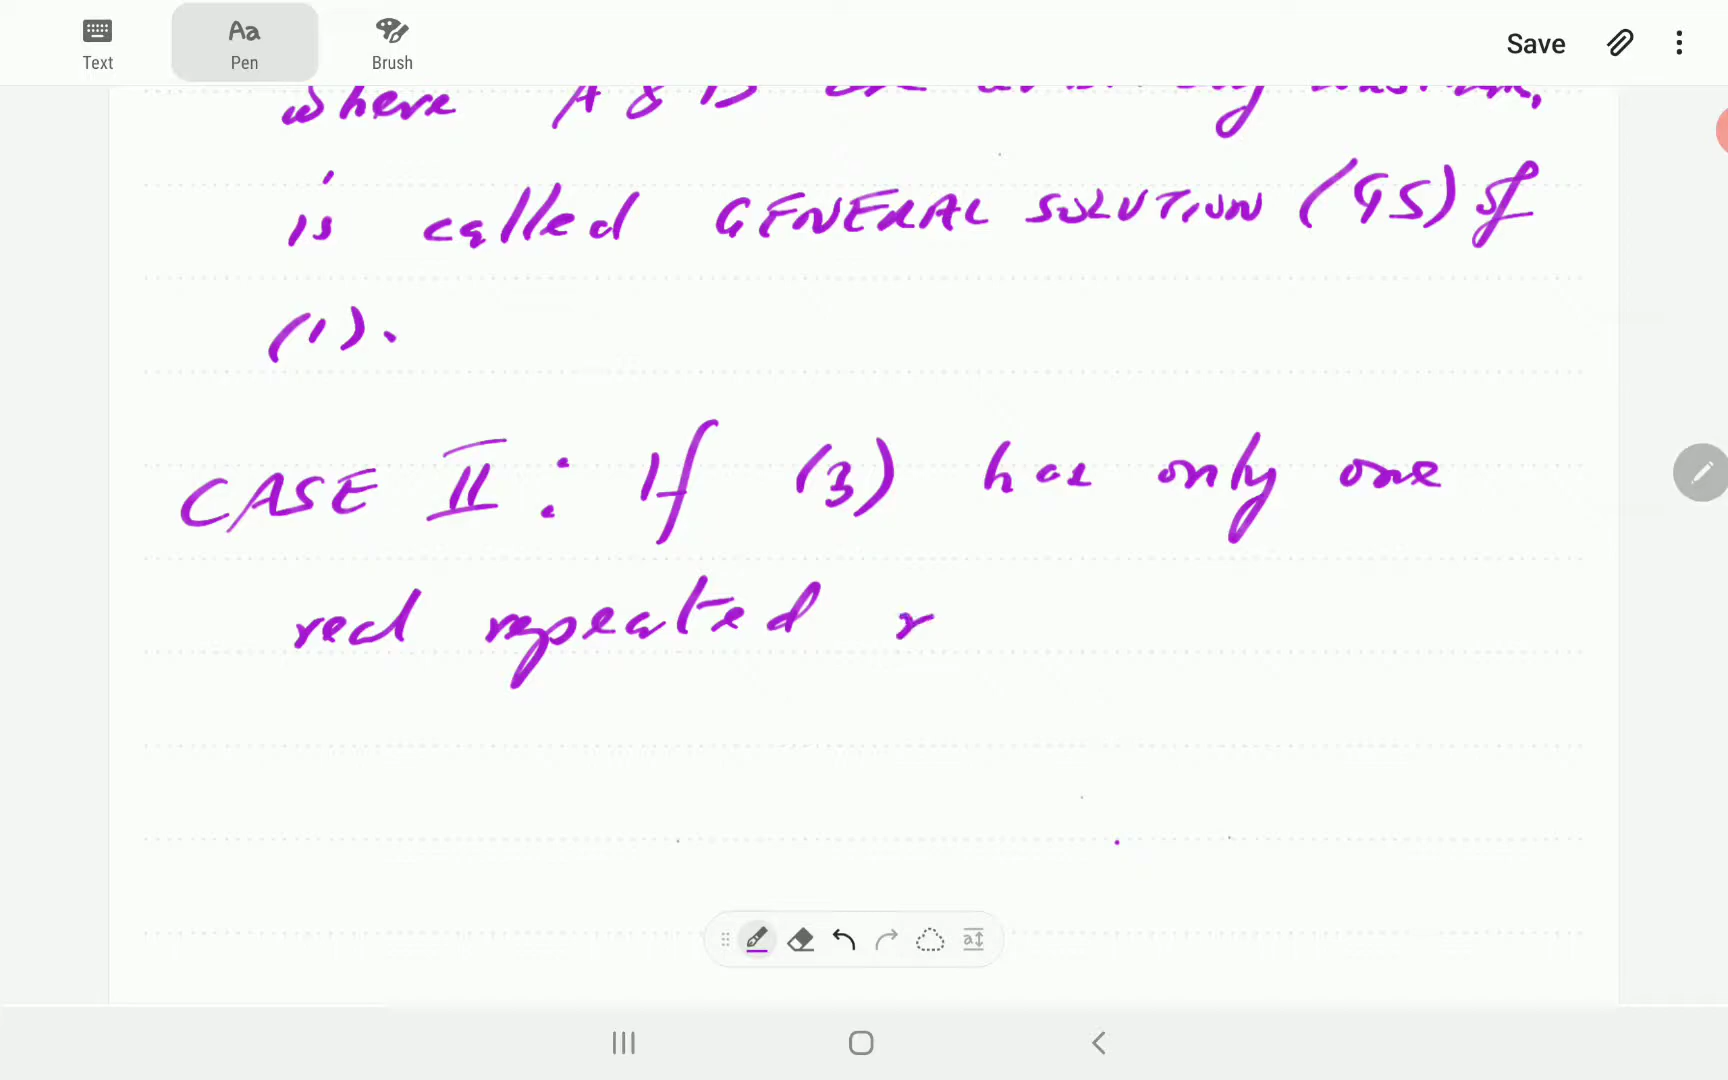 Text
Aa
Pen
Brush
Save
where A & B
is called GENERAL SOLUTION (GS) of
(1).
CASE II : If (3) has only one
real repeated r